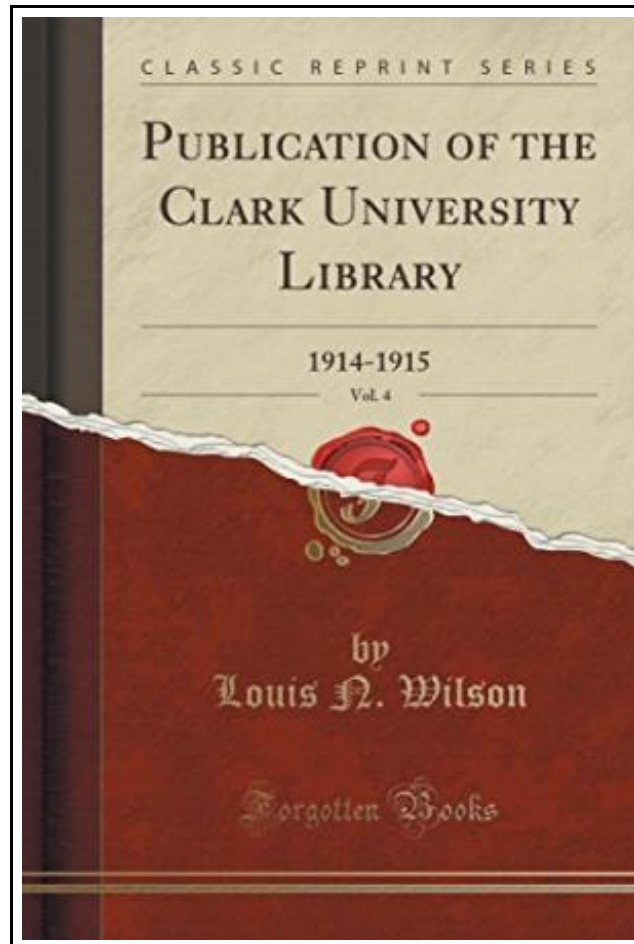 CLASSIC REPRINT SERIES
PUBLICATION OF THE
CLARK UNIVERSITY
LIBRARY
1914-1915
Vol. 4
by
Louis N. Wilson
Forgotten Books